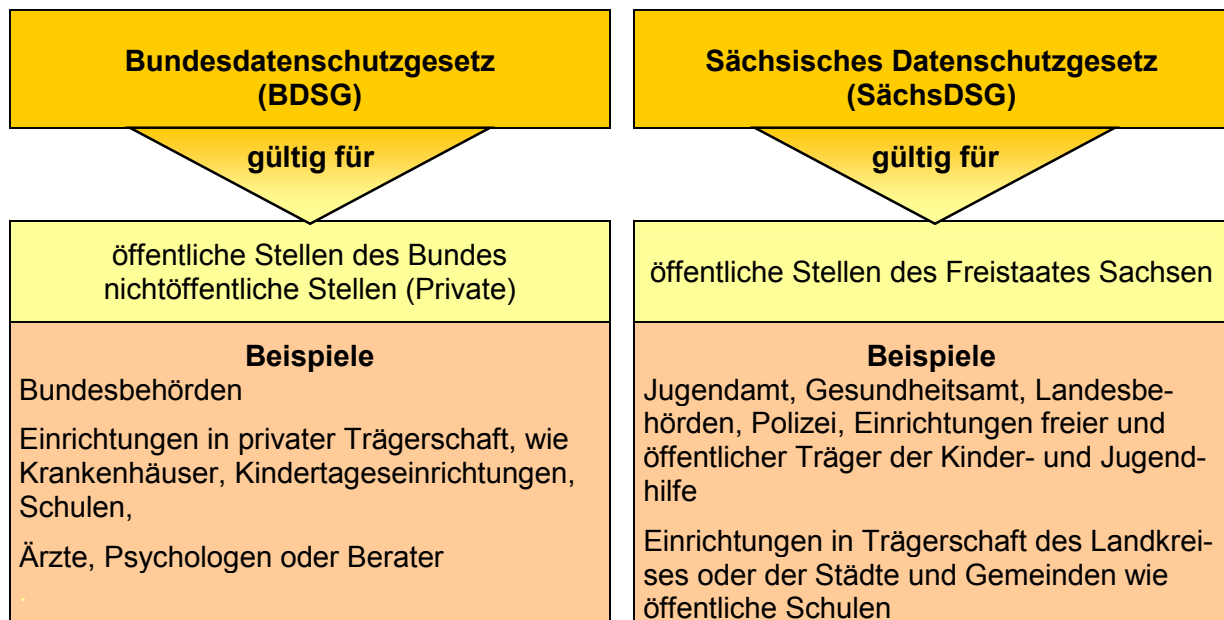 Bundesdatenschutzgesetz
(BDSG)
gültig für
öffentliche Stellen des Bundes
nichtöffentliche Stellen (Private)
Beispiele
Bundesbehörden
Einrichtungen in privater Trägerschaft, wie
Krankenhäuser, Kindertageseinrichtungen,
Schulen,
Ärzte, Psychologen oder Berater
.
Sächsisches Datenschutzgesetz
(SächsDSG)
gültig für
öffentliche Stellen des Freistaates Sachsen
Beispiele
Jugendamt, Gesundheitsamt, Landesbe-
hörden, Polizei, Einrichtungen freier und
öffentlicher Träger der Kinder- und Jugend-
hilfe
Einrichtungen in Trägerschaft des Landkrei-
ses oder der Städte und Gemeinden wie
öffentliche Schulen